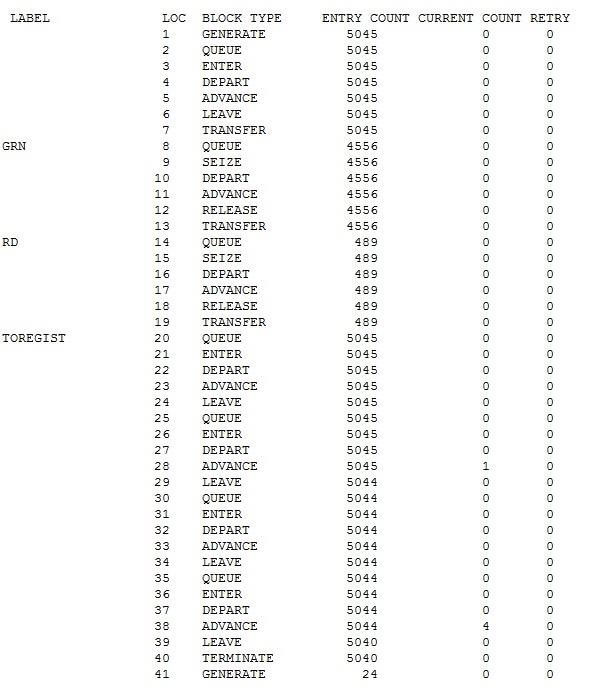 LABEL LOC BLOCK TYPE ENTRY COUNT CURRENT COUNT RETRY
1 GENERATE 5045 0 0
2 QUEUE 5045 0 0
3 ENTER 5045 0 0
4 DEPART 5045 0 0
5 ADVANCE 5045 0 0
6 LEAVE 5045 0 0
7 TRANSFER 5045 0 0
GRN 8 QUEUE 4556 0 0
9 SEIZE 4556 0 0
10 DEPART 4556 0 0
11 ADVANCE 4556 0 0
12 RELEASE 4556 0 0
13 TRANSFER 4556 0 0
RD 14 QUEUE 489 0 0
15 SEIZE 489 0 0
16 DEPART 489 0 0
17 ADVANCE 489 0 0
18 RELEASE 489 0 0
19 TRANSFER 489 0 0
TOREGIST 20 QUEUE 5045 0 0
21 ENTER 5045 0 0
22 DEPART 5045 0 0
23 ADVANCE 5045 0 0
24 LEAVE 5045 0 0
25 QUEUE 5045 0 0
26 ENTER 5045 0 0
27 DEPART 5045 0 0
28 ADVANCE 5045 1 0
29 LEAVE 5044 0 0
30 QUEUE 5044 0 0
31 ENTER 5044 0 0
32 DEPART 5044 0 0
33 ADVANCE 5044 0 0
34 LEAVE 5044 0 0
35 QUEUE 5044 0 0
36 ENTER 5044 0 0
37 DEPART 5044 0 0
38 ADVANCE 5044 4 0
39 LEAVE 5040 0 0
40 TERMINATE 5040 0 0
41 GENERATE 24 0 0